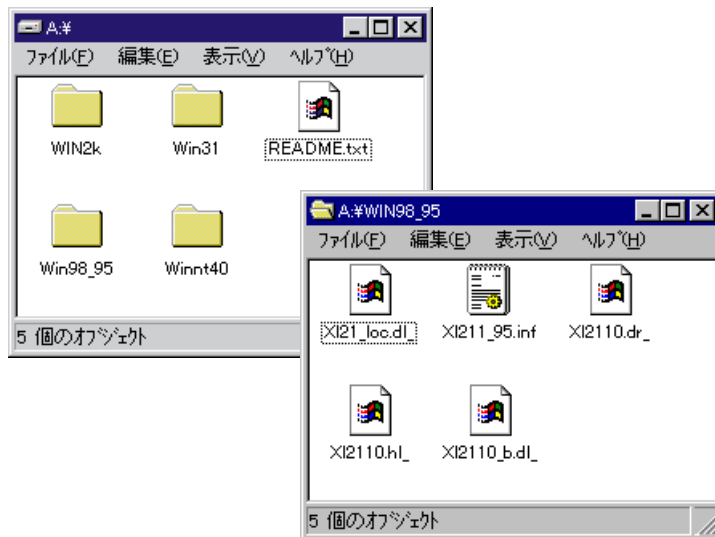 A:¥
ﾌｧｲﾙ(F) 編集(E) 表示(V) ﾍﾙﾌﾟ(H)
WIN2k Win31 README.txt
Win98_95 Winnt40
5 個のｵﾌﾞｼﾞｪｸﾄ
A:¥WIN98_95
ﾌｧｲﾙ(F) 編集(E) 表示(V) ﾍﾙﾌﾟ(H)
XI21_loc.dl_ XI211_95.inf XI2110.dr_
XI2110.hl_ XI2110_b.dl_
5 個のｵﾌﾞｼﾞｪｸﾄ